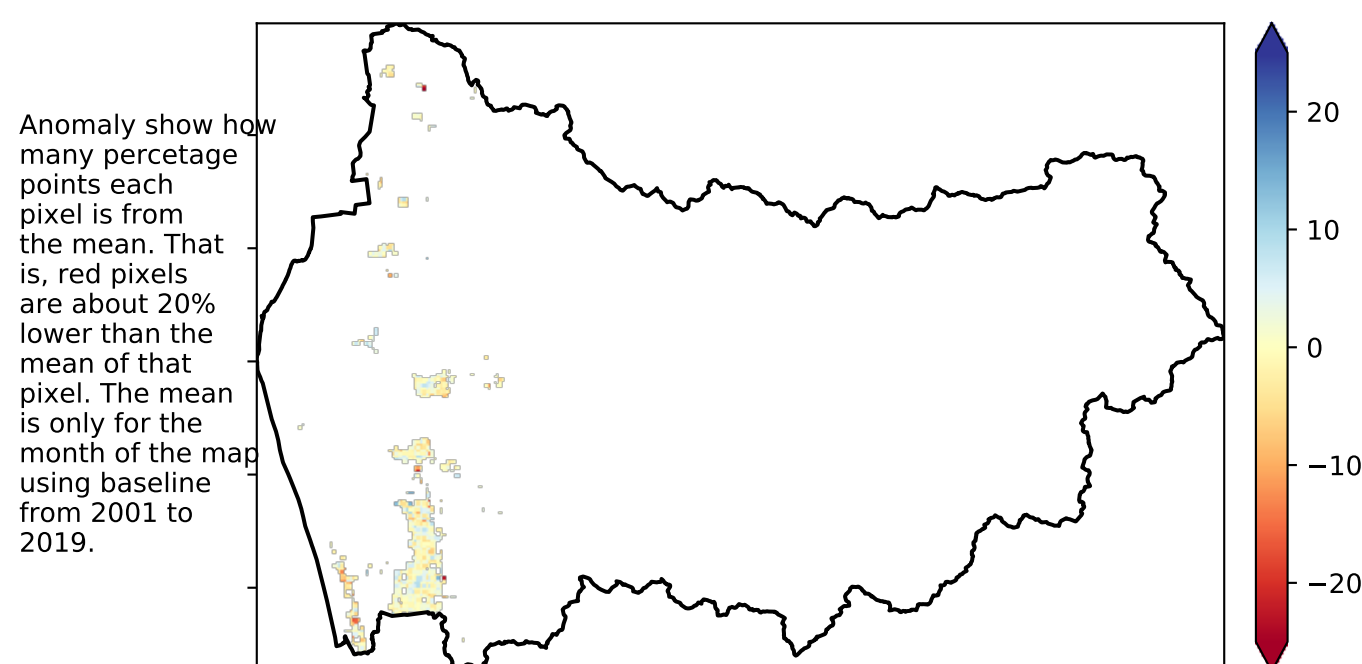 Anomaly show how
many percetage
points each
pixel is from
the mean. That
is, red pixels
are about 20%
lower than the
mean of that
pixel. The mean
is only for the
month of the map
using baseline
from 2001 to
2019.
20
10
0
−10
−20